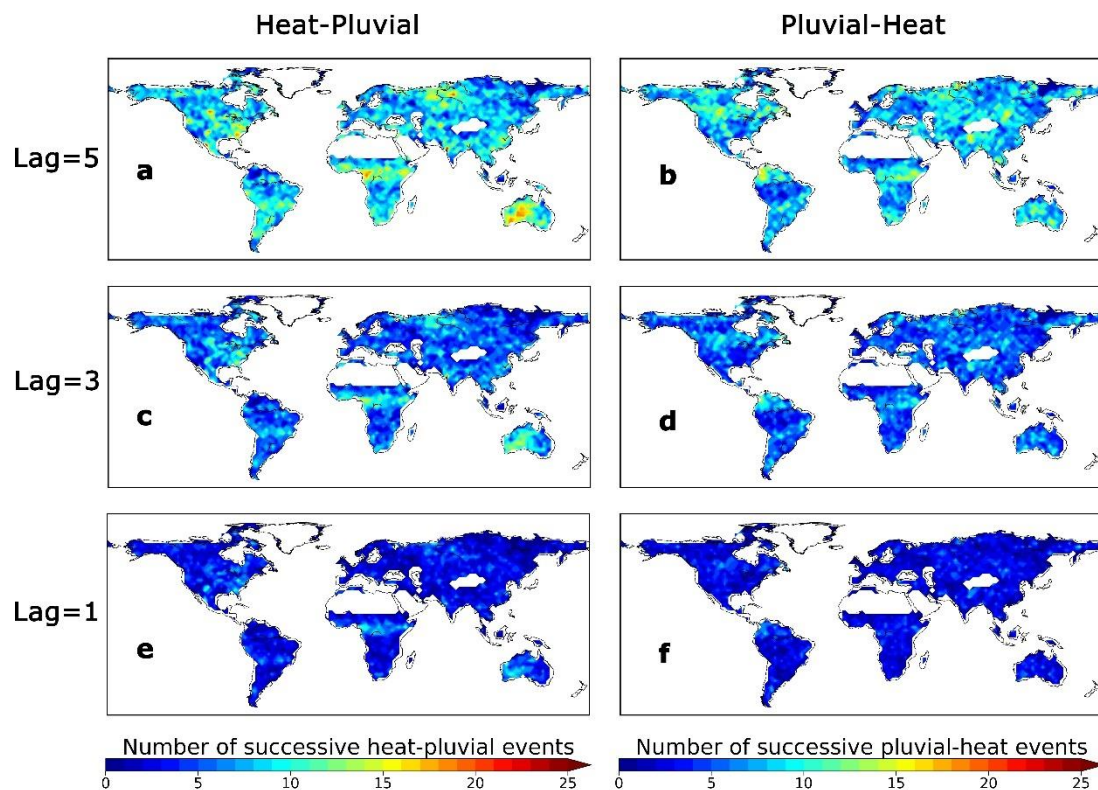 Heat-Pluvial Pluvial-Heat
Lag=5
a b
Lag=3
c d
Lag=1
e f
Number of successive heat-pluvial events Number of successive pluvial-heat events
0 5 10 15 20 25 0 5 10 15 20 25